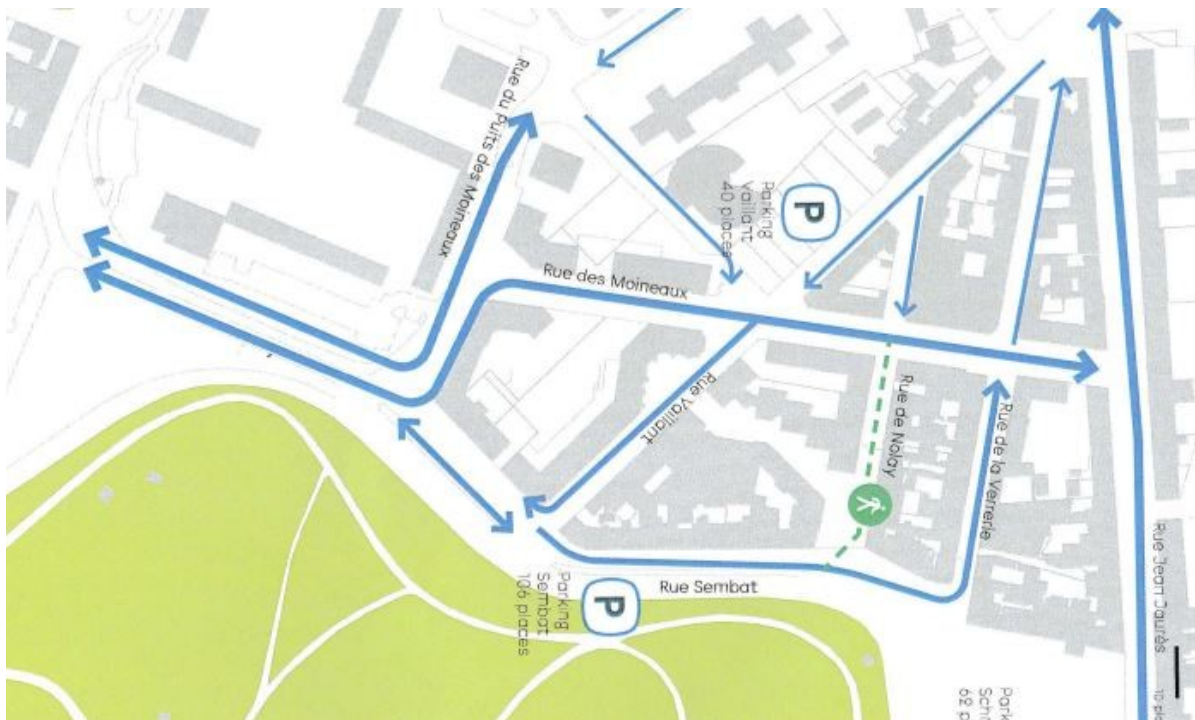 Rue du Puits des Moineaux
Parking
Vaillant
40 places
P
Rue des Moineaux
Rue Vaillant
Rue de Nolay
Rue de la Verrerie
Rue Jean Jaurès
Rue Sembat
Parking
Sembat
106 places
P